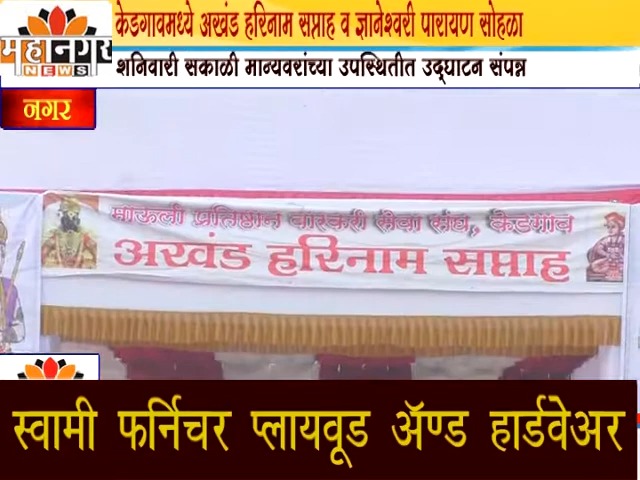 केडगावमध्ये अखंड हरिनाम सप्ताह व ज्ञानेश्वरी पारायण सोहळा
महानगर
NEWS
शनिवारी सकाळी मान्यवरांच्या उपस्थितीत उद्घाटन संपन्न
नगर
माऊली प्रतिष्ठान वारकरी सेवा संघ, केडगाव
अखंड हरिनाम सप्ताह
स्वामी फर्निचर प्लायवूड ॲण्ड हार्डवेअर